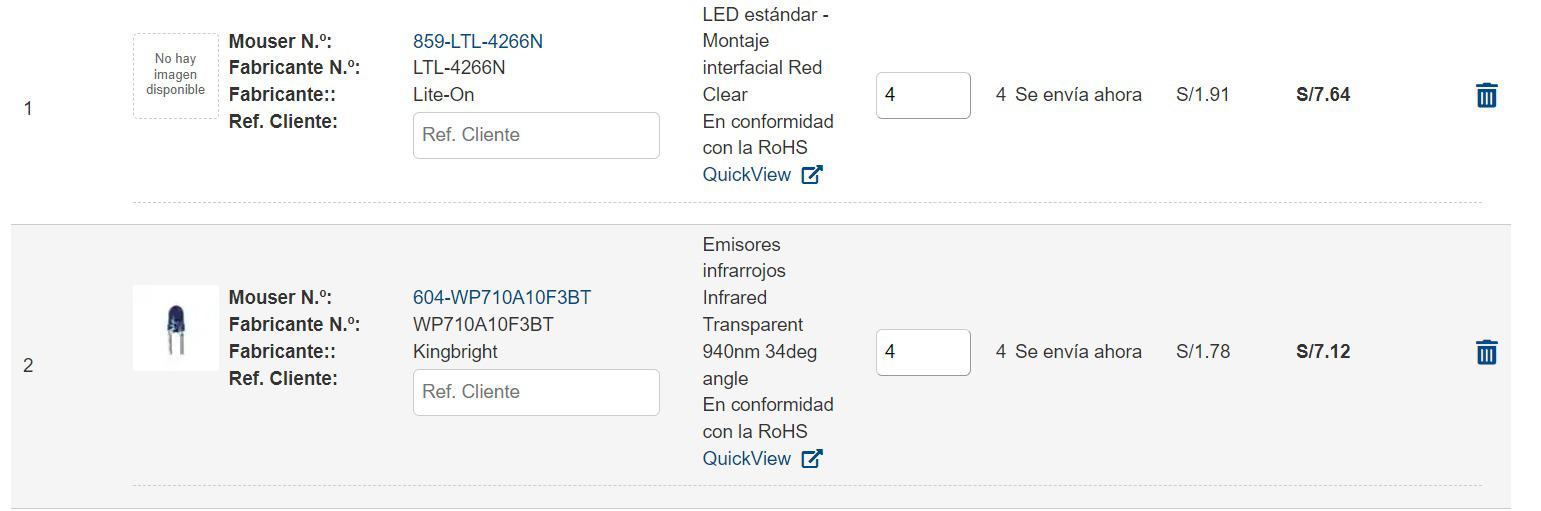 1
No hay
imagen
disponible
Mouser N.º: 859-LTL-4266N
Fabricante N.º: LTL-4266N
Fabricante:: Lite-On
Ref. Cliente: Ref. Cliente
LED estándar -
Montaje
interfacial Red
Clear
En conformidad
con la RoHS
QuickView
4 4 Se envía ahora S/1.91 S/7.64
2
Mouser N.º: 604-WP710A10F3BT
Fabricante N.º: WP710A10F3BT
Fabricante:: Kingbright
Ref. Cliente: Ref. Cliente
Emisores
infrarrojos
Infrared
Transparent
940nm 34deg
angle
En conformidad
con la RoHS
QuickView
4 4 Se envía ahora S/1.78 S/7.12